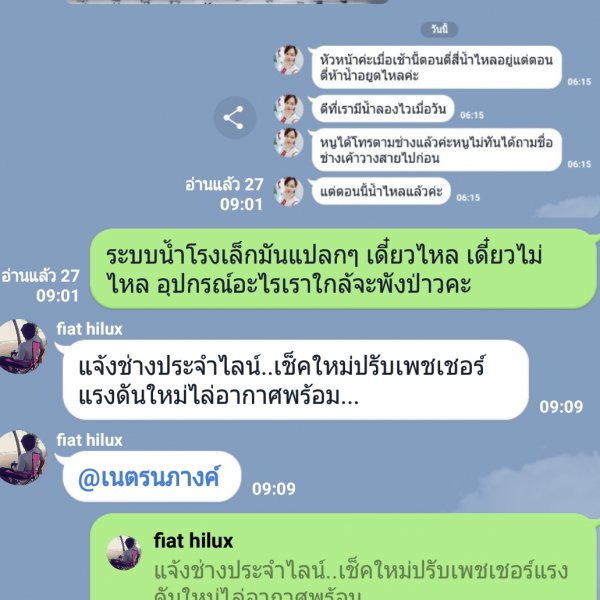 วันนี้
หัวหน้าค่ะเมื่อเช้านี้ตอนตี่สี่น้ำไหลอยู่แต่ตอน
ตี่ห้าน้ำอยุดไหลค่ะ
06:15
ดีที่เรามีน้ำลองไวเมื่อวัน
06:15
หนูได้โทรตามช่างแล้วค่ะหนูไม่ทันได้ถามชื่อ
ช่างเค้าวางสายไปก่อน
06:15
แต่ตอนนี้น้ำไหลแล้วค่ะ
06:15
อ่านแล้ว 27
09:01
ระบบน้ำโรงเล็กมันแปลกๆ เดี๋ยวไหล เดี๋ยวไม่
ไหล อุปกรณ์อะไรเราใกล้จะพังป่าวคะ
อ่านแล้ว 27
09:01
fiat hilux
แจ้งช่างประจำไลน์..เช็คใหม่ปรับเพชเชอร์
แรงดันใหม่ไล่อากาศพร้อม...
09:09
fiat hilux
@เนตรนภางค์
09:09
fiat hilux
แจ้งช่างประจำไลน์..เช็คใหม่ปรับเพชเชอร์แรง
ดันใหม่ไล่อากาศพร้อม